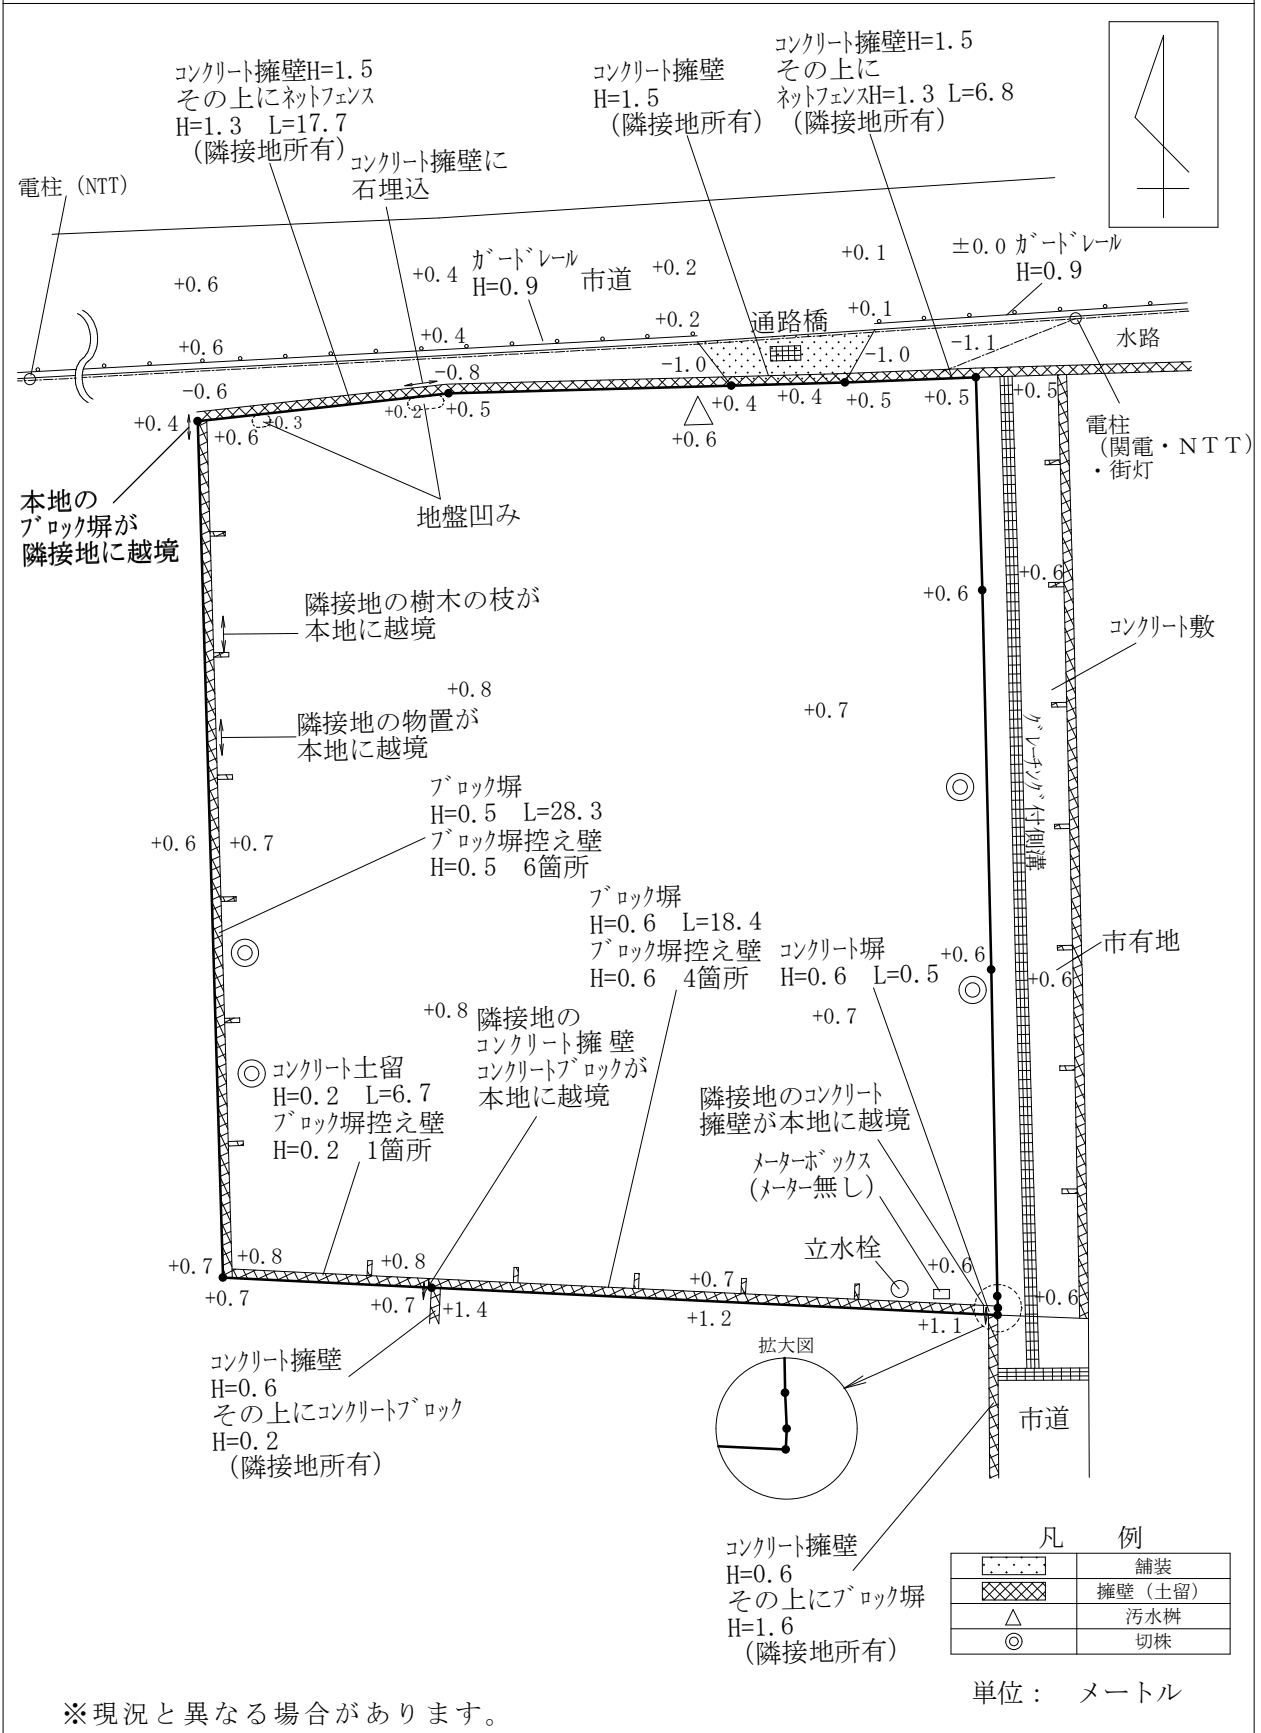 コンクリート擁壁H=1.5
その上にネットフェンス
H=1.3 L=17.7
(隣接地所有)
コンクリート擁壁
H=1.5
(隣接地所有)
コンクリート擁壁H=1.5
その上に
ネットフェンスH=1.3 L=6.8
(隣接地所有)
コンクリート擁壁に
石埋込
電柱 (NTT)
+0.6
+0.4
ガードレール
H=0.9
市道
+0.2
+0.1
±0.0
ガードレール
H=0.9
+0.6
+0.4
+0.2
通路橋
+0.1
水路
-0.6
-0.8
-1.0
-1.0
-1.1
+0.4
+0.6
+0.3
+0.2
+0.5
+0.4
+0.4
+0.5
+0.5
+0.5
+0.6
電柱
(関電・NTT)
・街灯
本地の
ブロック塀が
隣接地に越境
地盤凹み
+0.6
+0.6
隣接地の樹木の枝が
本地に越境
コンクリート敷
+0.8
+0.7
隣接地の物置が
本地に越境
グレーチング付側溝
ブロック塀
H=0.5 L=28.3
ブロック塀控え壁
H=0.5 6箇所
+0.6
+0.7
ブロック塀
H=0.6 L=18.4
ブロック塀控え壁
H=0.6 4箇所
コンクリート塀
H=0.6 L=0.5
+0.6
市有地
+0.6
+0.8
+0.7
隣接地の
コンクリート擁壁
コンクリートブロックが
本地に越境
コンクリート土留
H=0.2 L=6.7
ブロック塀控え壁
H=0.2 1箇所
隣接地のコンクリート
擁壁が本地に越境
メーターボックス
(メーター無し)
立水栓
+0.7
+0.8
+0.8
+0.7
+0.6
+0.6
+0.7
+0.7
+1.4
+1.2
+1.1
拡大図
コンクリート擁壁
H=0.6
その上にコンクリートブロック
H=0.2
(隣接地所有)
市道
コンクリート擁壁
H=0.6
その上にブロック塀
H=1.6
(隣接地所有)
凡 例
舗装
擁壁(土留)
汚水桝
切株
単位: メートル
※現況と異なる場合があります。